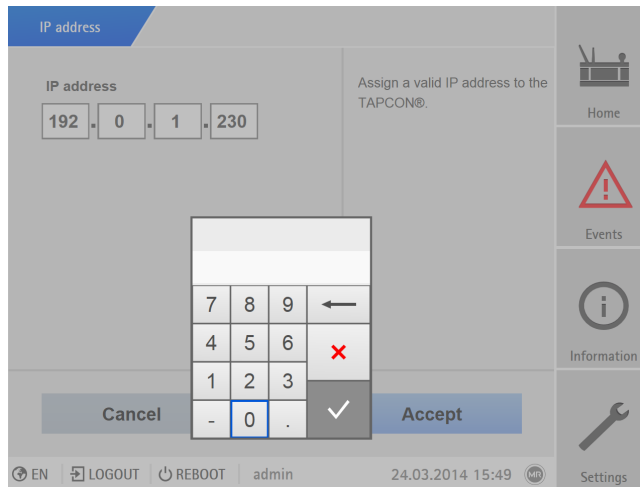 IP address
IP address
192 . 0 . 1 . 230
Assign a valid IP address to the
TAPCON®.
7 8 9
4 5 6
1 2 3
- 0 .
Cancel
Accept
EN LOGOUT REBOOT admin 24.03.2014 15:49 MR
Home
Events
Information
Settings